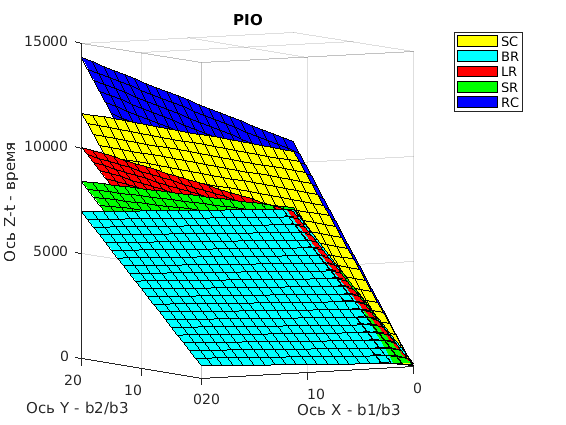 PIO
SC
BR
LR
SR
RC
15000
10000
5000
0
Ось Z-t - время
20
10
020
10
0
Ось Y - b2/b3
Ось X - b1/b3